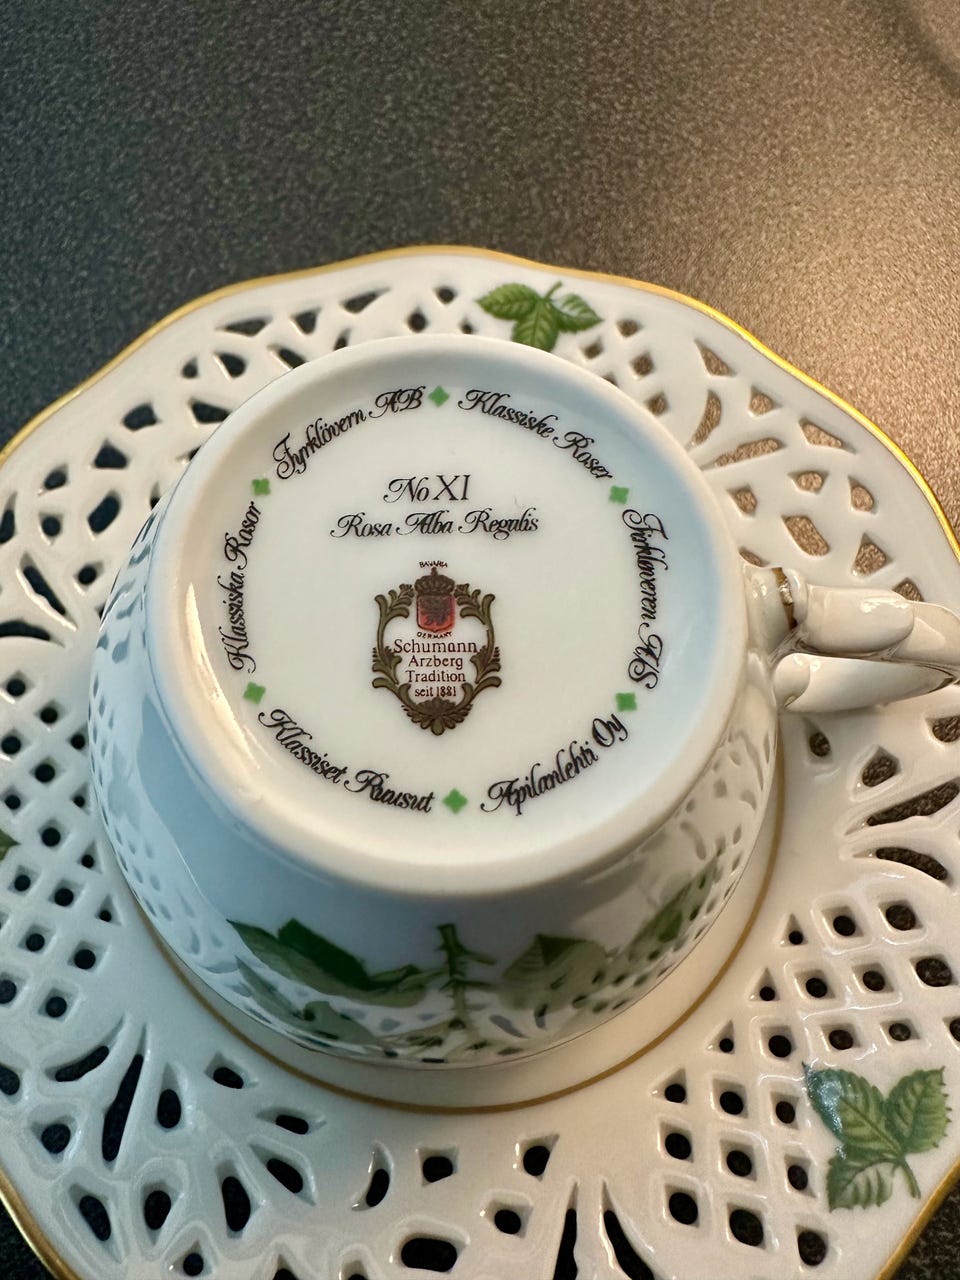 Fyrklövern AB
Klassiske Roser
Firkløveren A/S
Apilanlehti Oy
Klassiset Ruusut
Klassiska Rosor
No XI
Rosa Alba Regalis
BAVARIA
GERMANY
Schumann
Arzberg
Tradition
seit 1881